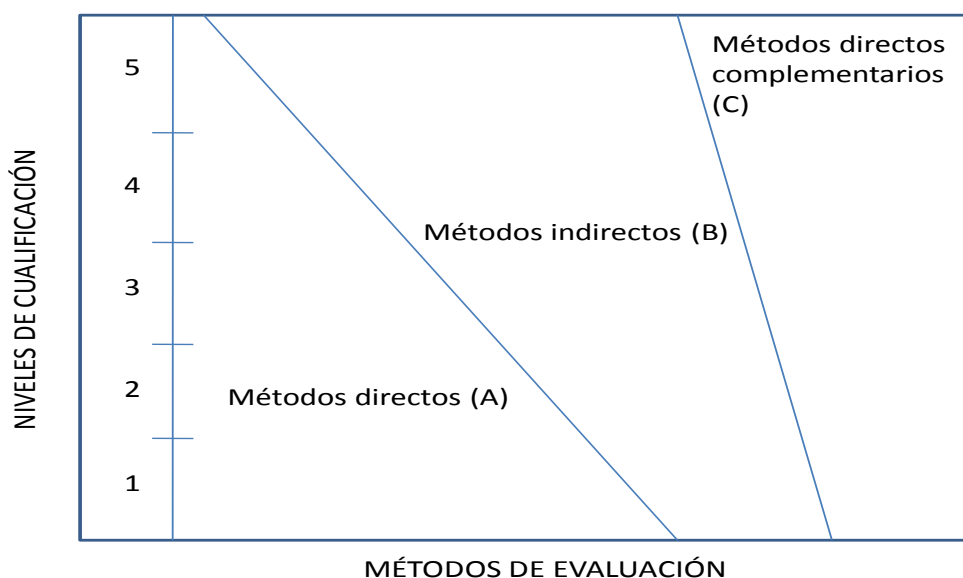 Métodos directos
complementarios
(C)
5
4
Métodos indirectos (B)
3
2
Métodos directos (A)
1
NIVELES DE CUALIFICACIÓN
MÉTODOS DE EVALUACIÓN